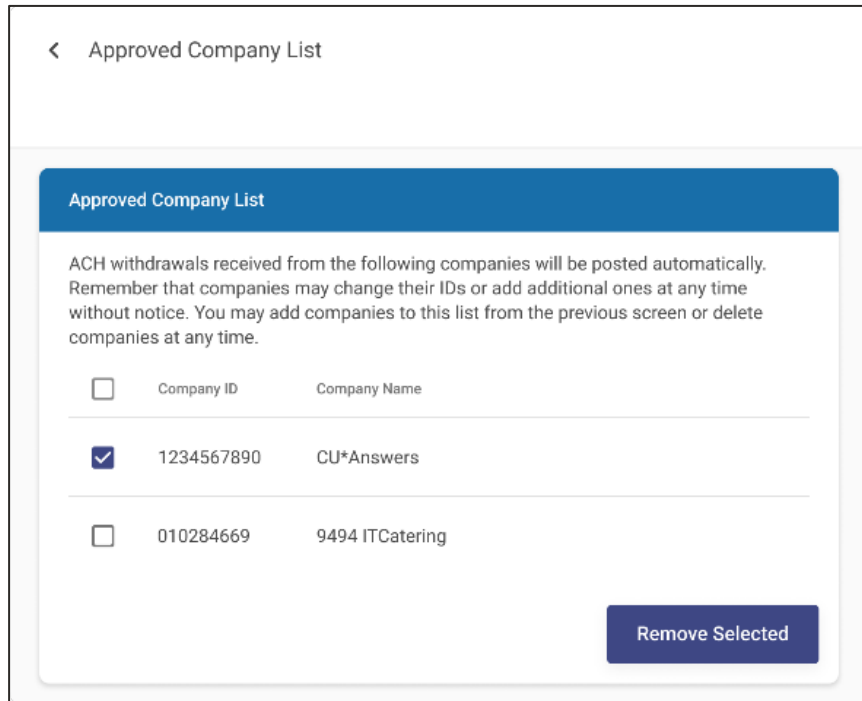 Approved Company List
Approved Company List
ACH withdrawals received from the following companies will be posted automatically.
Remember that companies may change their IDs or add additional ones at any time
without notice. You may add companies to this list from the previous screen or delete
companies at any time.
Company ID Company Name
1234567890 CU*Answers
010284669 9494 ITCatering
Remove Selected